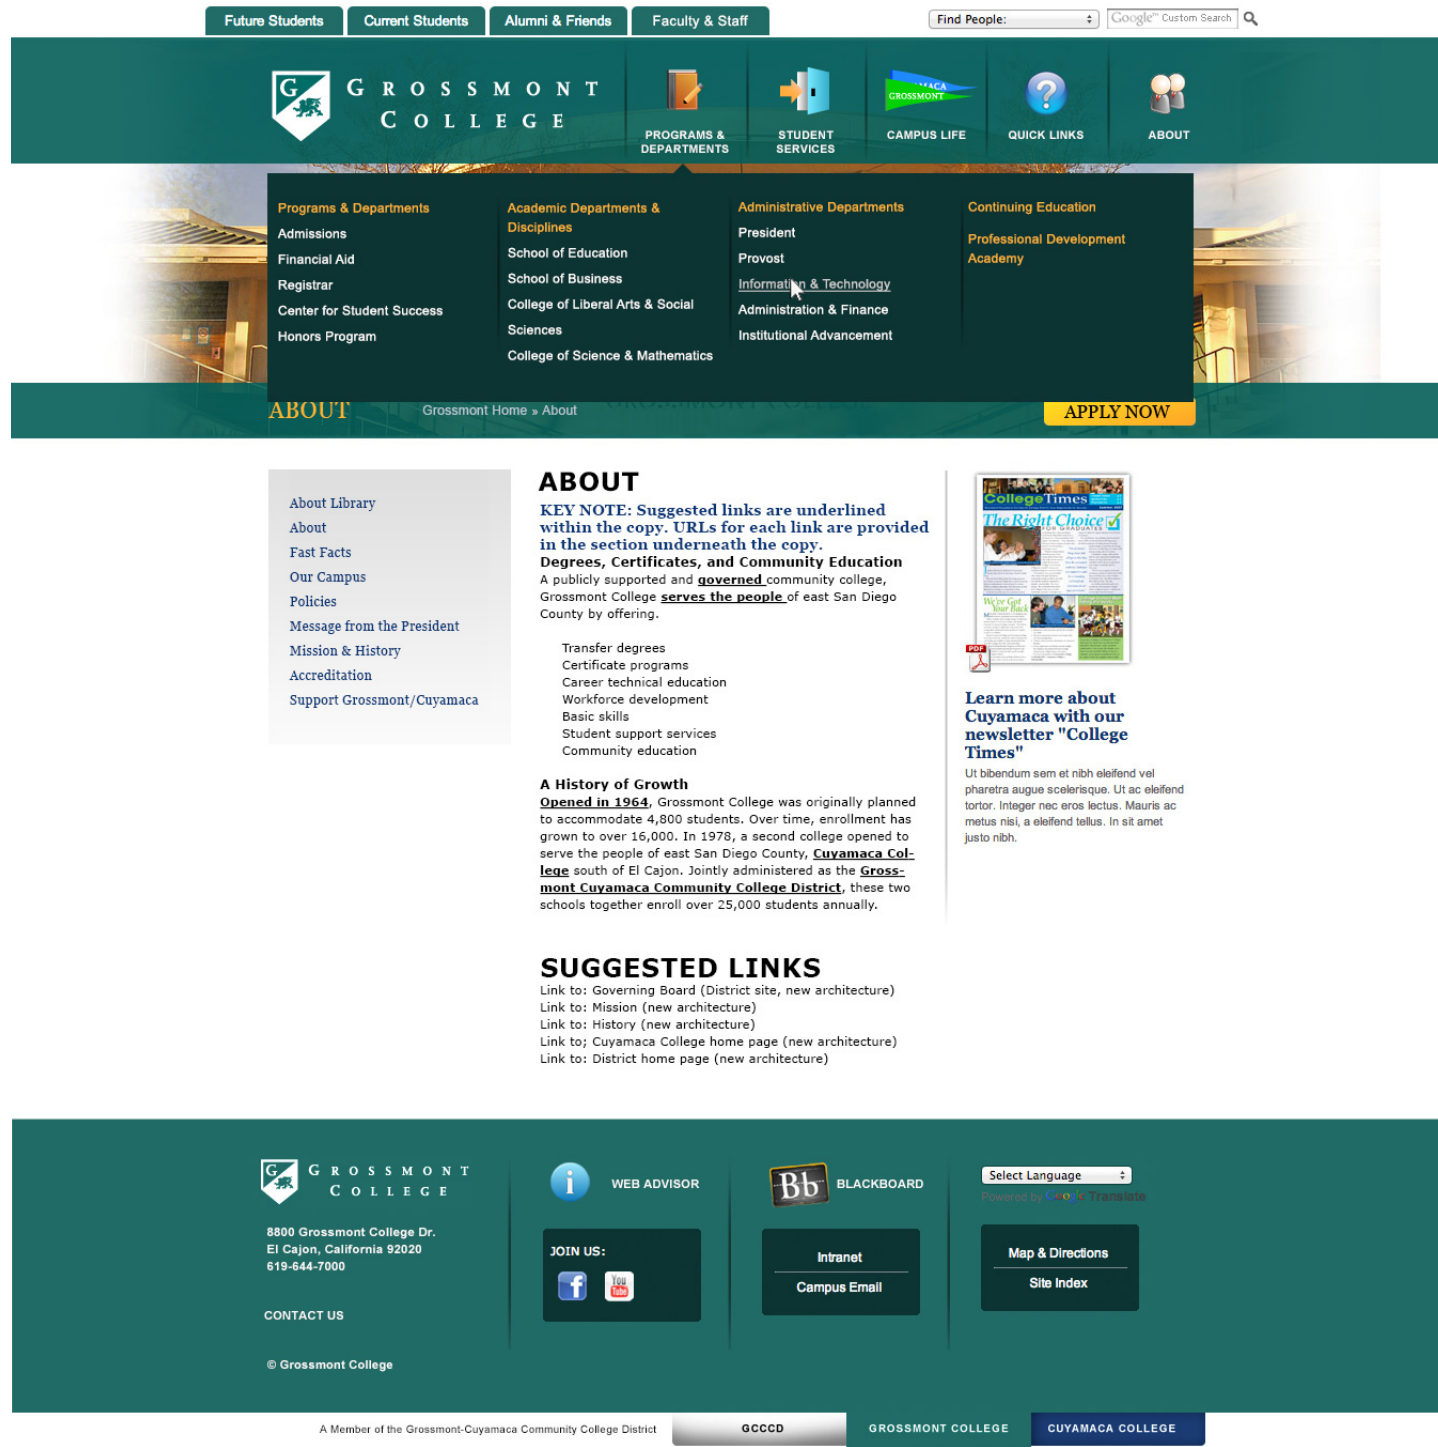 Future Students
Current Students
Alumni & Friends
Faculty & Staff
Find People:
Google™ Custom Search
G
GROSSMONT
COLLEGE
PROGRAMS &
DEPARTMENTS
STUDENT
SERVICES
GROSSMONT
CAMPUS LIFE
QUICK LINKS
ABOUT
Programs & Departments
Admissions
Financial Aid
Registrar
Center for Student Success
Honors Program
Academic Departments &
Disciplines
School of Education
School of Business
College of Liberal Arts & Social
Sciences
College of Science & Mathematics
Administrative Departments
President
Provost
Information & Technology
Administration & Finance
Institutional Advancement
Continuing Education
Professional Development
Academy
ABOUT
Grossmont Home » About
APPLY NOW
About Library
About
Fast Facts
Our Campus
Policies
Message from the President
Mission & History
Accreditation
Support Grossmont/Cuyamaca
ABOUT
KEY NOTE: Suggested links are underlined
within the copy. URLs for each link are provided
in the section underneath the copy.
Degrees, Certificates, and Community Education
A publicly supported and governed community college,
Grossmont College serves the people of east San Diego
County by offering.
Transfer degrees
Certificate programs
Career technical education
Workforce development
Basic skills
Student support services
Community education
A History of Growth
Opened in 1964, Grossmont College was originally planned
to accommodate 4,800 students. Over time, enrollment has
grown to over 16,000. In 1978, a second college opened to
serve the people of east San Diego County, Cuyamaca Col-
lege south of El Cajon. Jointly administered as the Gross-
mont Cuyamaca Community College District, these two
schools together enroll over 25,000 students annually.
SUGGESTED LINKS
Link to: Governing Board (District site, new architecture)
Link to: Mission (new architecture)
Link to: History (new architecture)
Link to; Cuyamaca College home page (new architecture)
Link to: District home page (new architecture)
CollegeTimes
The Right Choice
FOR GRADUATES
We've Got
Your Back
PDF
Learn more about
Cuyamaca with our
newsletter "College
Times"
Ut bibendum sem et nibh eleifend vel
pharetra augue scelerisque. Ut ac eleifend
tortor. Integer nec eros lectus. Mauris ac
metus nisi, a eleifend tellus. In sit amet
justo nibh.
G
GROSSMONT
COLLEGE
8800 Grossmont College Dr.
El Cajon, California 92020
619-644-7000
CONTACT US
© Grossmont College
WEB ADVISOR
JOIN US:
You
Tube
Bb
BLACKBOARD
Intranet
Campus Email
Select Language
Powered by Google Translate
Map & Directions
Site Index
A Member of the Grossmont-Cuyamaca Community College District
GCCCD
GROSSMONT COLLEGE
CUYAMACA COLLEGE